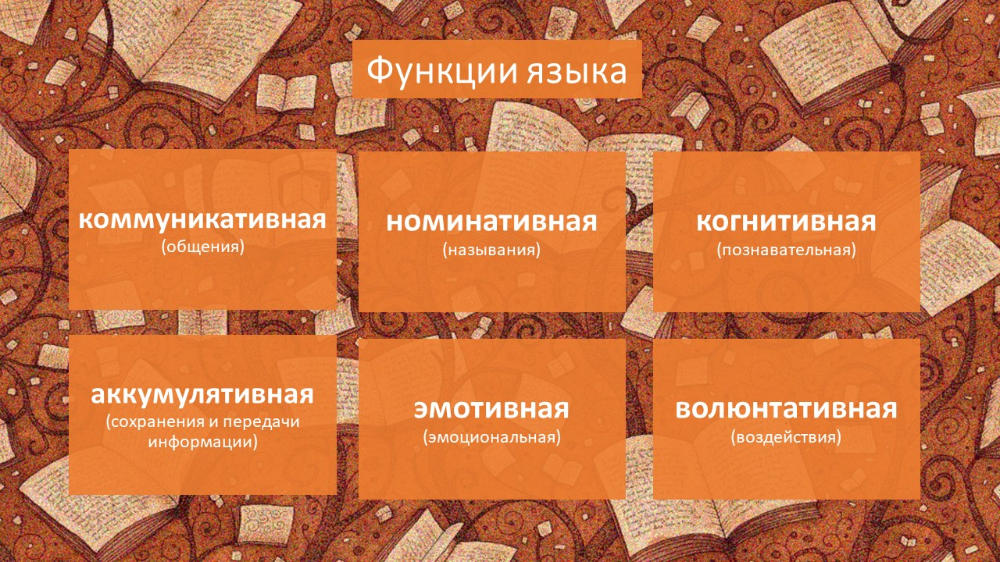 Функции языка
коммуникативная
(общения)
номинативная
(называния)
когнитивная
(познавательная)
аккумулятивная
(сохранения и передачи
информации)
эмотивная
(эмоциональная)
волюнтативная
(воздействия)